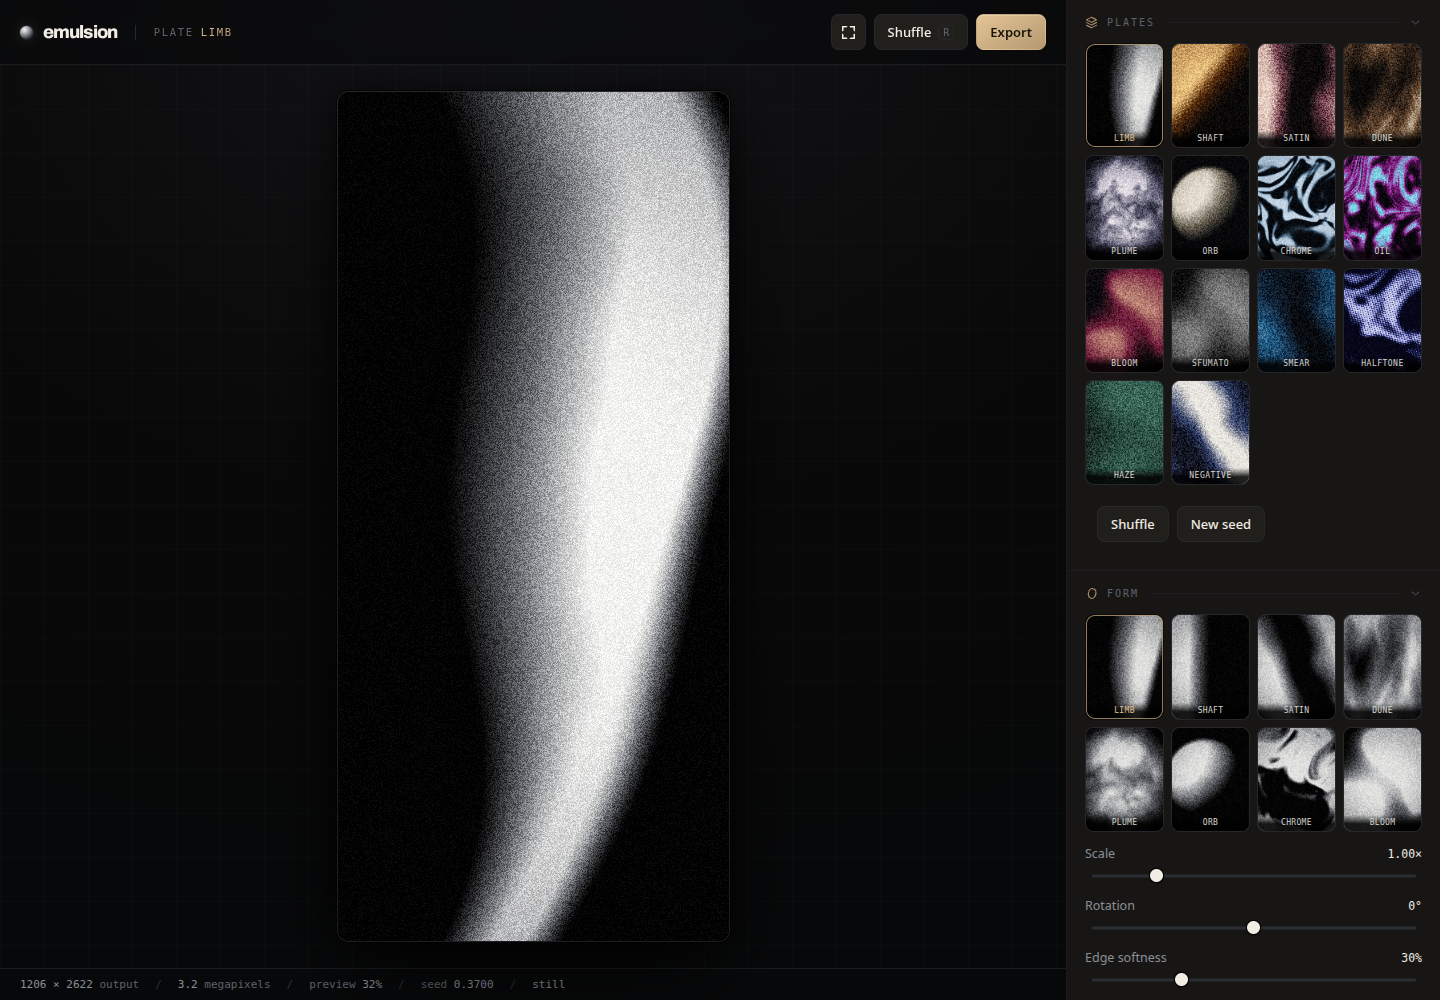 emulsion
PLATE LIMB
Shuffle R
Export
PLATES
LIMB SHAFT SATIN DUNE
PLUME ORB CHROME OIL
BLOOM SFUMATO SMEAR HALFTONE
HAZE NEGATIVE
Shuffle New seed
FORM
LIMB SHAFT SATIN DUNE
PLUME ORB CHROME BLOOM
Scale 1.00×
Rotation 0°
Edge softness 30%
1206 × 2622 output / 3.2 megapixels / preview 32% / seed 0.3700 / still